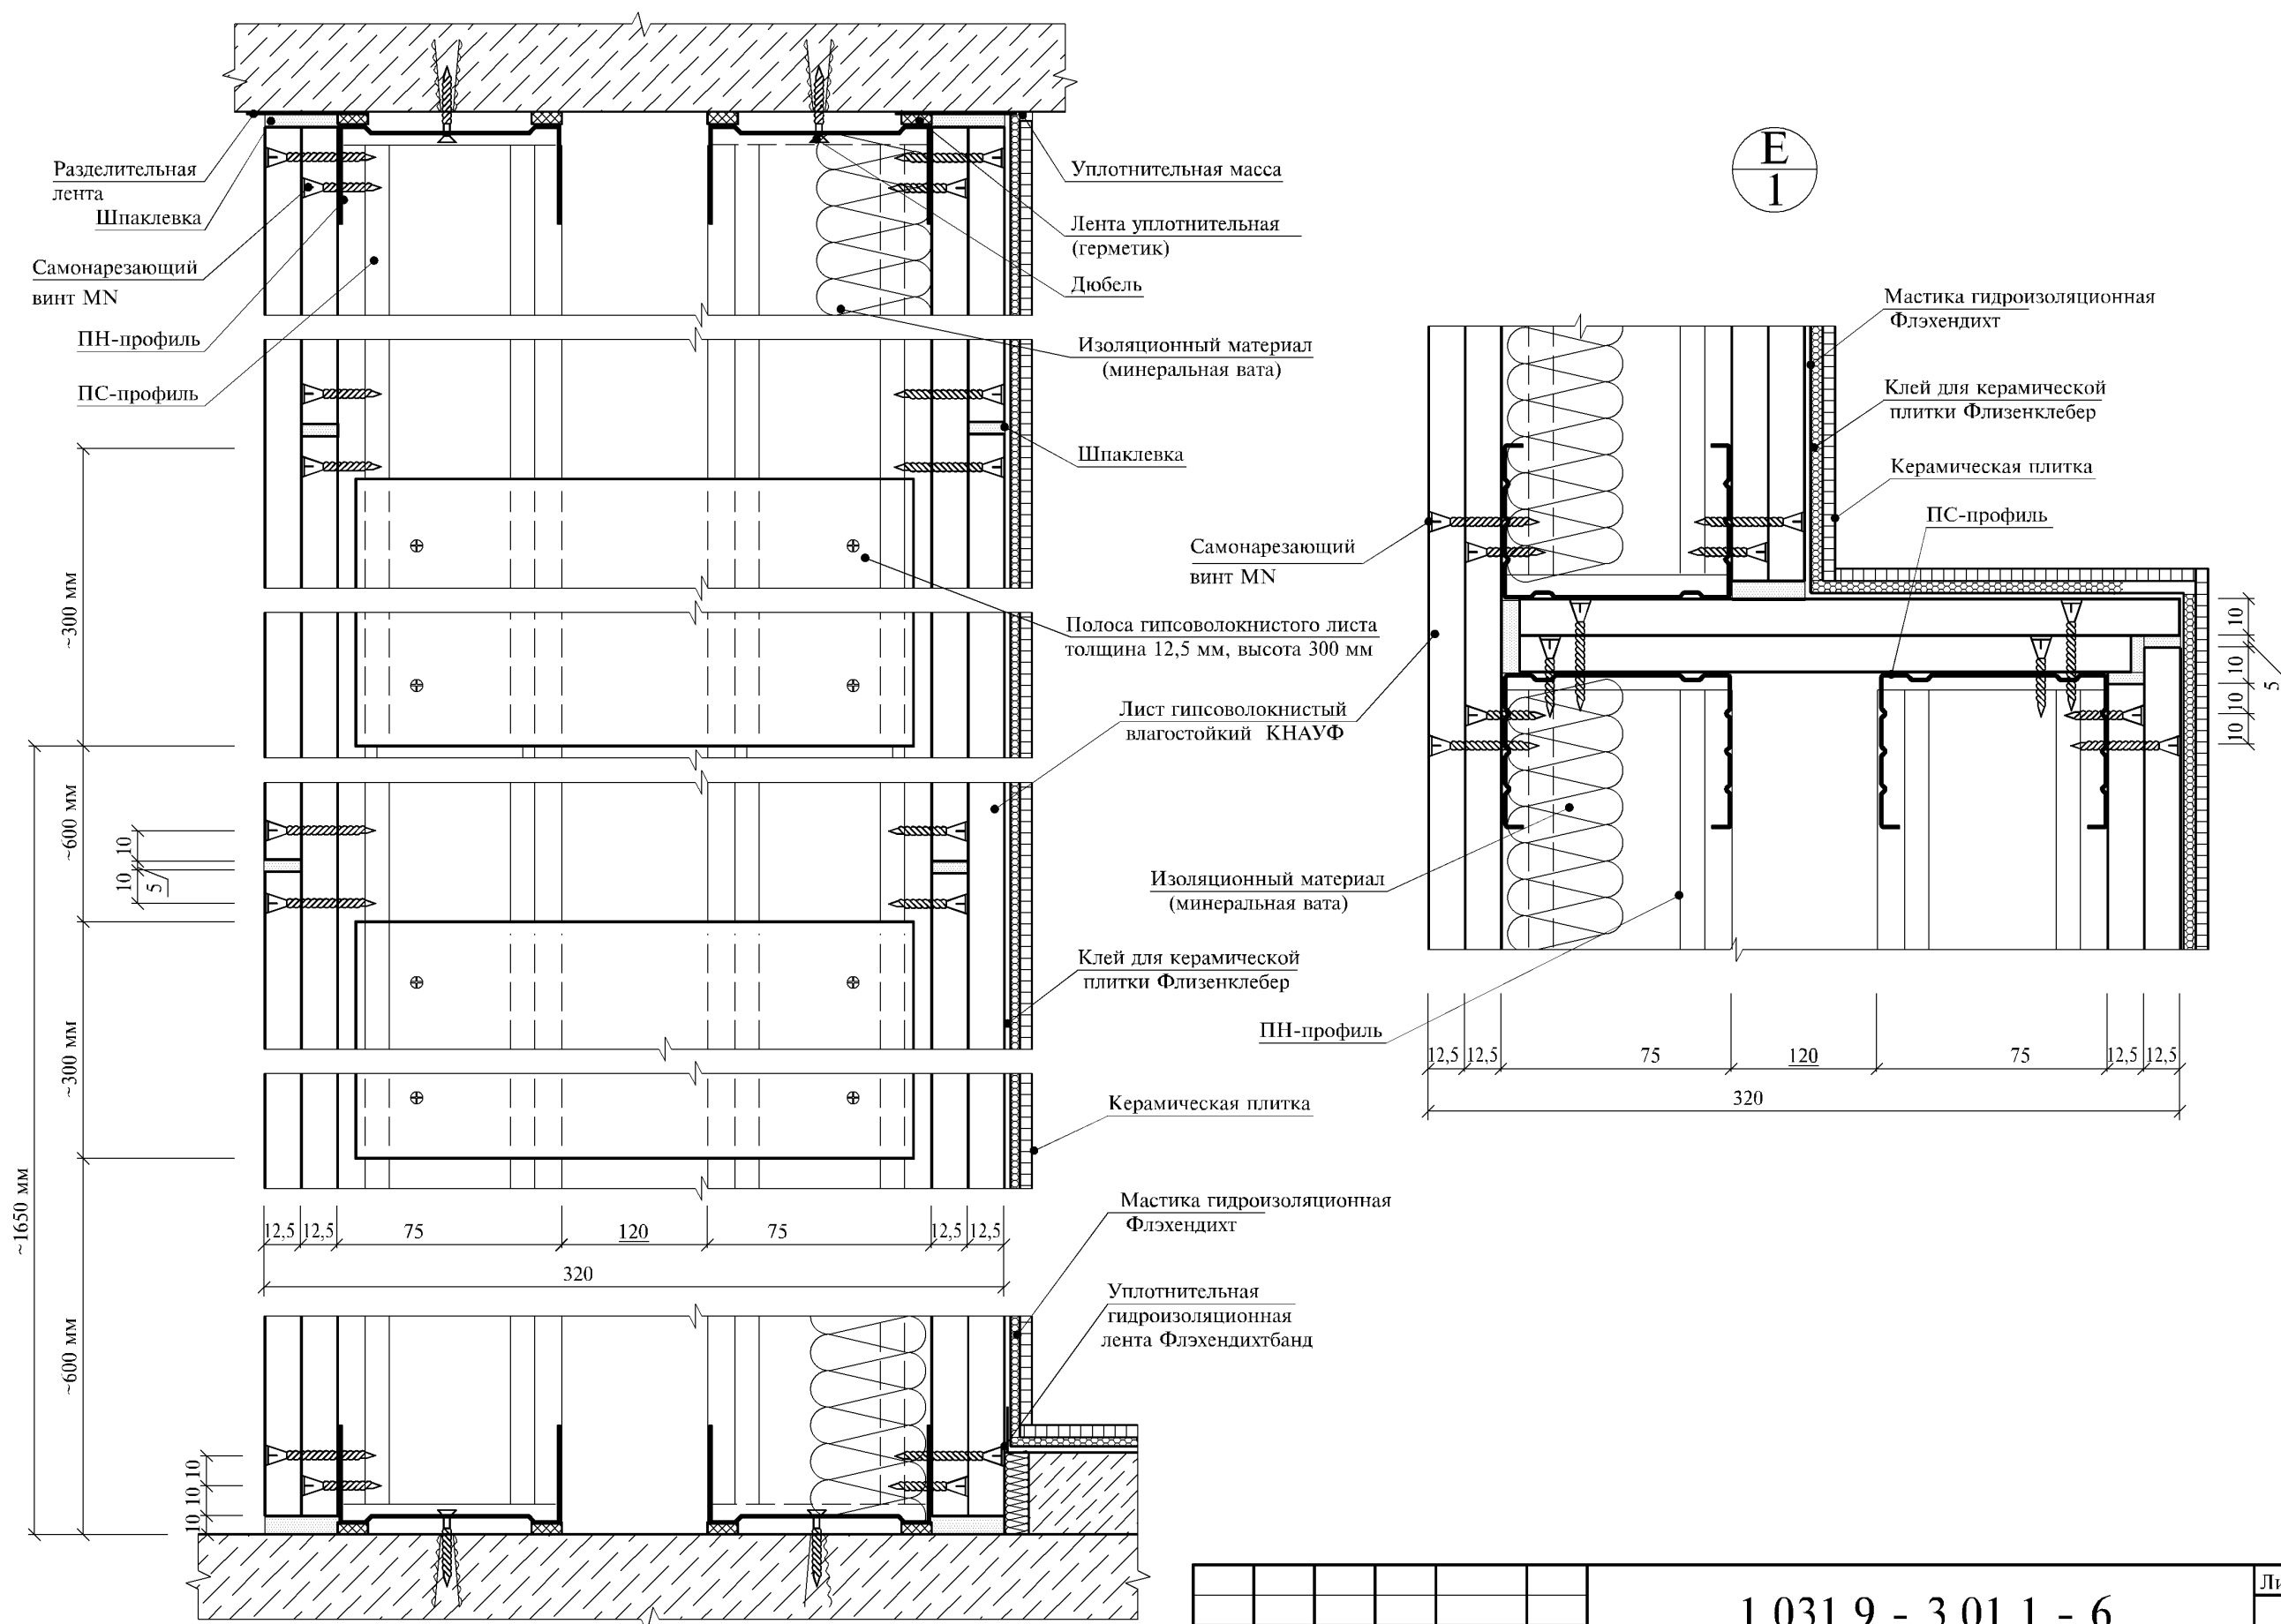 Разделительная
лента
Шпаклевка
Самонарезающий
винт MN
ПН-профиль
ПС-профиль
Уплотнительная масса
Лента уплотнительная
(герметик)
Дюбель
Изоляционный материал
(минеральная вата)
Шпаклевка
Полоса гипсоволокнистого листа
толщина 12,5 мм, высота 300 мм
Лист гипсоволокнистый
влагостойкий КНАУФ
Клей для керамической
плитки Флизенклебер
Керамическая плитка
Мастика гидроизоляционная
Флэхендихт
Уплотнительная
гидроизоляционная
лента Флэхендихтбанд
~300 мм
~600 мм
~300 мм
~600 мм
~1650 мм
10
10
5
10
10
10
12,5 12,5 75 120 75 12,5 12,5
320
E
1
Мастика гидроизоляционная
Флэхендихт
Клей для керамической
плитки Флизенклебер
Керамическая плитка
ПС-профиль
Самонарезающий
винт MN
Изоляционный материал
(минеральная вата)
ПН-профиль
10
10
10
10
5
12,5 12,5 75 120 75 12,5 12,5
320
1.031.9 - 3.01.1 - 6